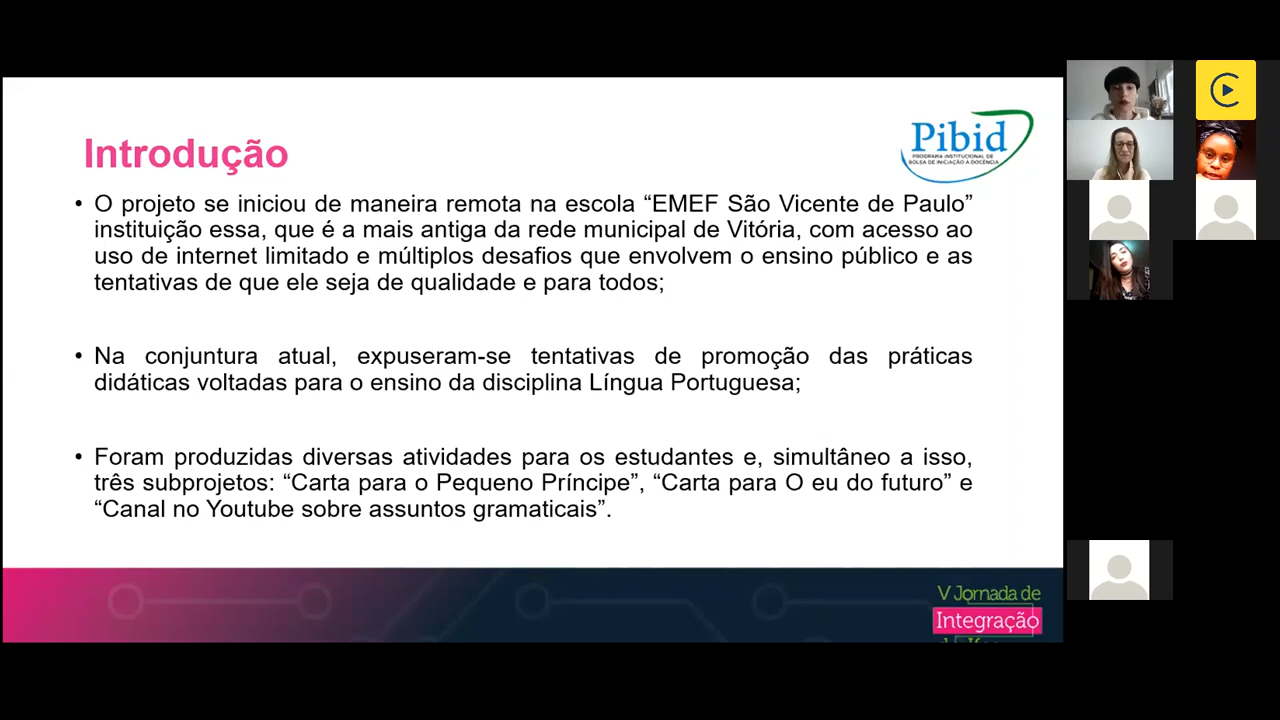 Introdução
Pibid
PROGRAMA INSTITUCIONAL DE
BOLSA DE INICIAÇÃO À DOCÊNCIA
• O projeto se iniciou de maneira remota na escola “EMEF São Vicente de Paulo”
instituição essa, que é a mais antiga da rede municipal de Vitória, com acesso ao
uso de internet limitado e múltiplos desafios que envolvem o ensino público e as
tentativas de que ele seja de qualidade e para todos;
• Na conjuntura atual, expuseram-se tentativas de promoção das práticas
didáticas voltadas para o ensino da disciplina Língua Portuguesa;
• Foram produzidas diversas atividades para os estudantes e, simultâneo a isso,
três subprojetos: “Carta para o Pequeno Príncipe”, “Carta para O eu do futuro” e
“Canal no Youtube sobre assuntos gramaticais”.
V Jornada de
Integração